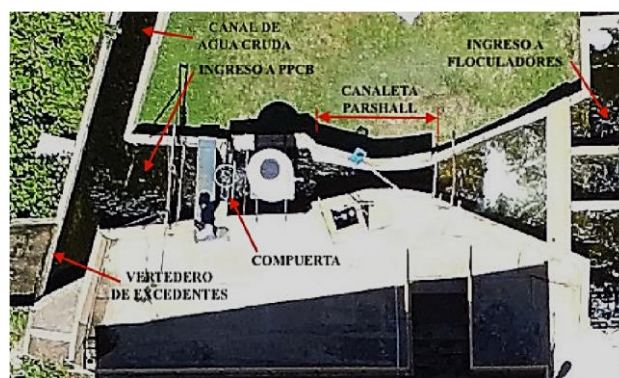 CANAL DE
AGUA CRUDA
INGRESO A PPCB
CANALETA
PARSHALL
INGRESO A
FLOCULADORES
COMPUERTA
VERTEDERO
DE EXCEDENTES